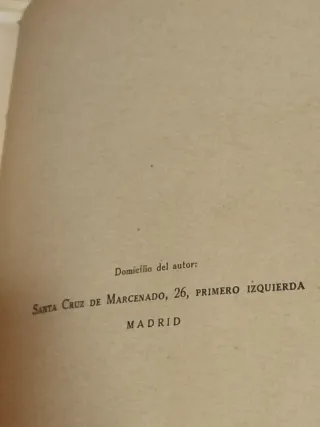 Domicilio del autor:
SANTA CRUZ DE MARCENADO, 26, PRIMERO IZQUIERDA
MADRID